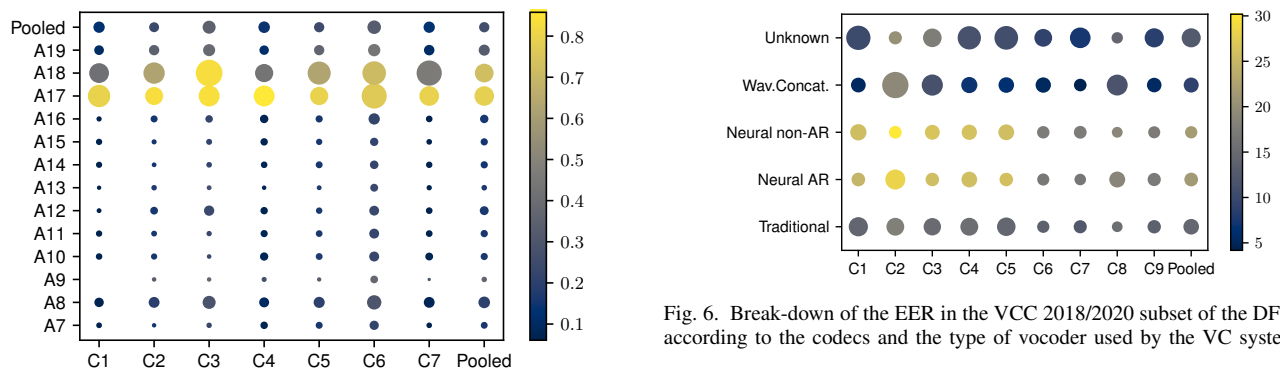 Pooled
A19
A18
A17
A16
A15
A14
A13
A12
A11
A10
A9
A8
A7
C1 C2 C3 C4 C5 C6 C7 Pooled
0.8
0.7
0.6
0.5
0.4
0.3
0.2
0.1
Unknown
Wav.Concat.
Neural non-AR
Neural AR
Traditional
C1 C2 C3 C4 C5 C6 C7 C8 C9 Pooled
30
25
20
15
10
5
Fig. 6. Break-down of the EER in the VCC 2018/2020 subset of the DF
according to the codecs and the type of vocoder used by the VC syste